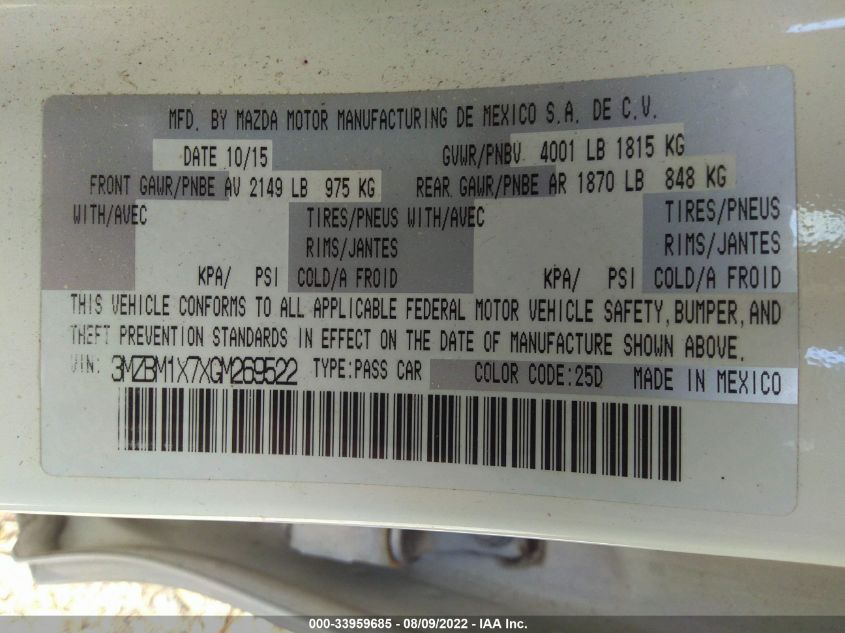 MFD. BY MAZDA MOTOR MANUFACTURING DE MEXICO S.A. DE C.V.
DATE 10/15 GVWR/PNBV 4001 LB 1815 KG
FRONT GAWR/PNBE AV 2149 LB 975 KG REAR GAWR/PNBE AR 1870 LB 848 KG
WITH/AVEC TIRES/PNEUS WITH/AVEC TIRES/PNEUS
RIMS/JANTES RIMS/JANTES
KPA/ PSI COLD/A FROID KPA/ PSI COLD/A FROID
THIS VEHICLE CONFORMS TO ALL APPLICABLE FEDERAL MOTOR VEHICLE SAFETY, BUMPER, AND
THEFT PREVENTION STANDARDS IN EFFECT ON THE DATE OF MANUFACTURE SHOWN ABOVE.
VIN: 3MZBM1X7XGM269522 TYPE:PASS CAR COLOR CODE:25D MADE IN MEXICO
000-33959685 - 08/09/2022 - IAA Inc.